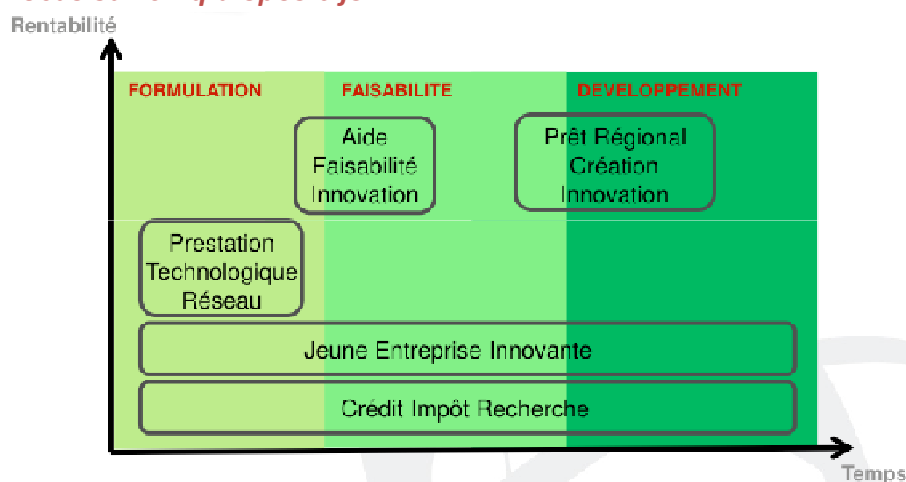 Rentabilité
FORMULATION
FAISABILITE
DEVELOPPEMENT
Aide
Faisabilité
Innovation
Prêt Régional
Création
Innovation
Prestation
Technologique
Réseau
Jeune Entreprise Innovante
Crédit Impôt Recherche
Temps